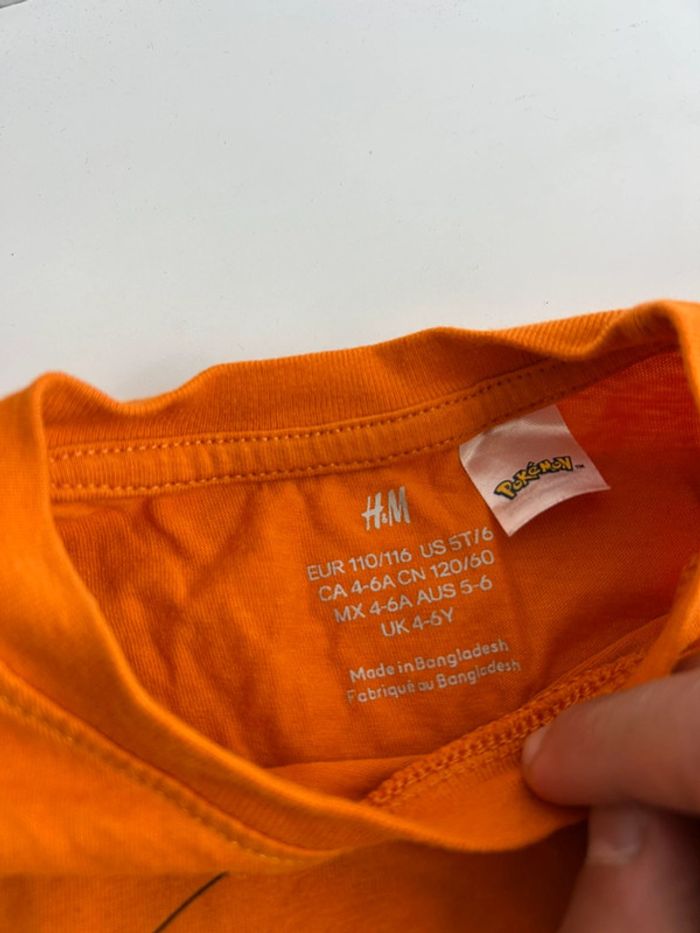 H&M
Pokémon™
EUR 110/116 US 5T/6
CA 4-6A CN 120/60
MX 4-6A AUS 5-6
UK 4-6Y
Made in Bangladesh
Fabriqué au Bangladesh